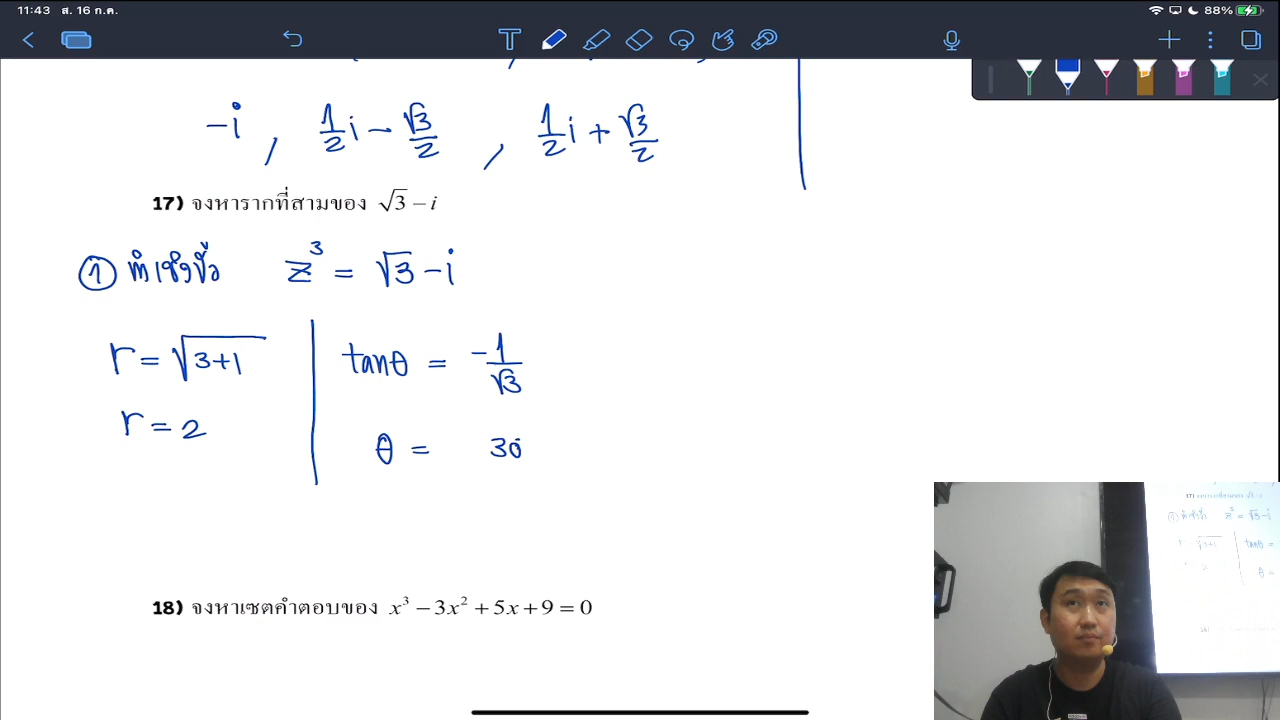 11:43 ส. 16 ก.ค. 88%
-i , 1/2 i - √3/2 , 1/2 i + √3/2
17) จงหารากที่สามของ √3 - i
① ทำเชิงขั้ว z³ = √3 - i
r = √3+1 tanθ = -1/√3
r = 2 θ = 30
18) จงหาเซตคำตอบของ x³ - 3x² + 5x + 9 = 0